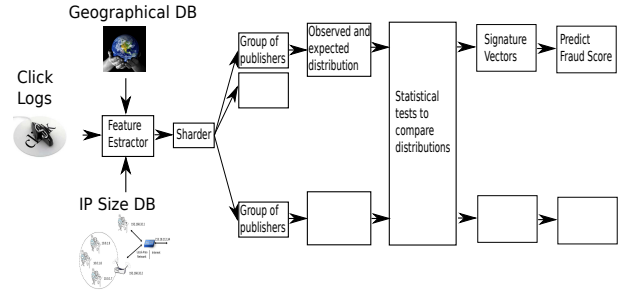 Geographical DB
Click
Logs
IP Size DB
Feature
Estractor
Sharder
Group of
publishers
Observed and
expected
distribution
Statistical
tests to
compare
distributions
Signature
Vectors
Predict
Fraud Score
Group of
publishers